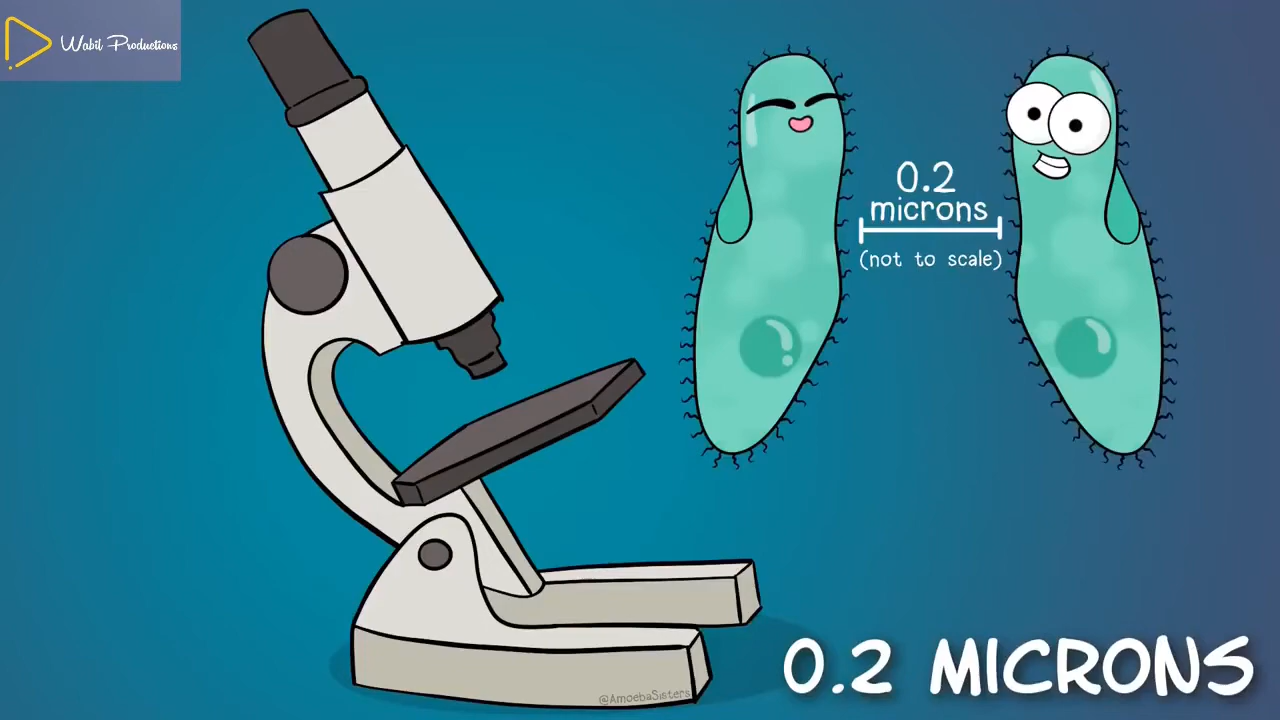 Wabil Productions
0.2
microns
(not to scale)
@AmoebaSisters
0.2 MICRONS